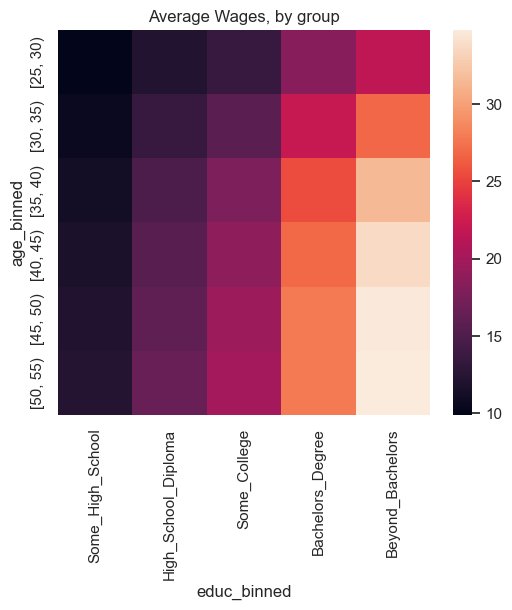 Average Wages, by group
age_binned
[25, 30)
[30, 35)
[35, 40)
[40, 45)
[45, 50)
[50, 55)
Some_High_School
High_School_Diploma
Some_College
Bachelors_Degree
Beyond_Bachelors
educ_binned
30
25
20
15
10